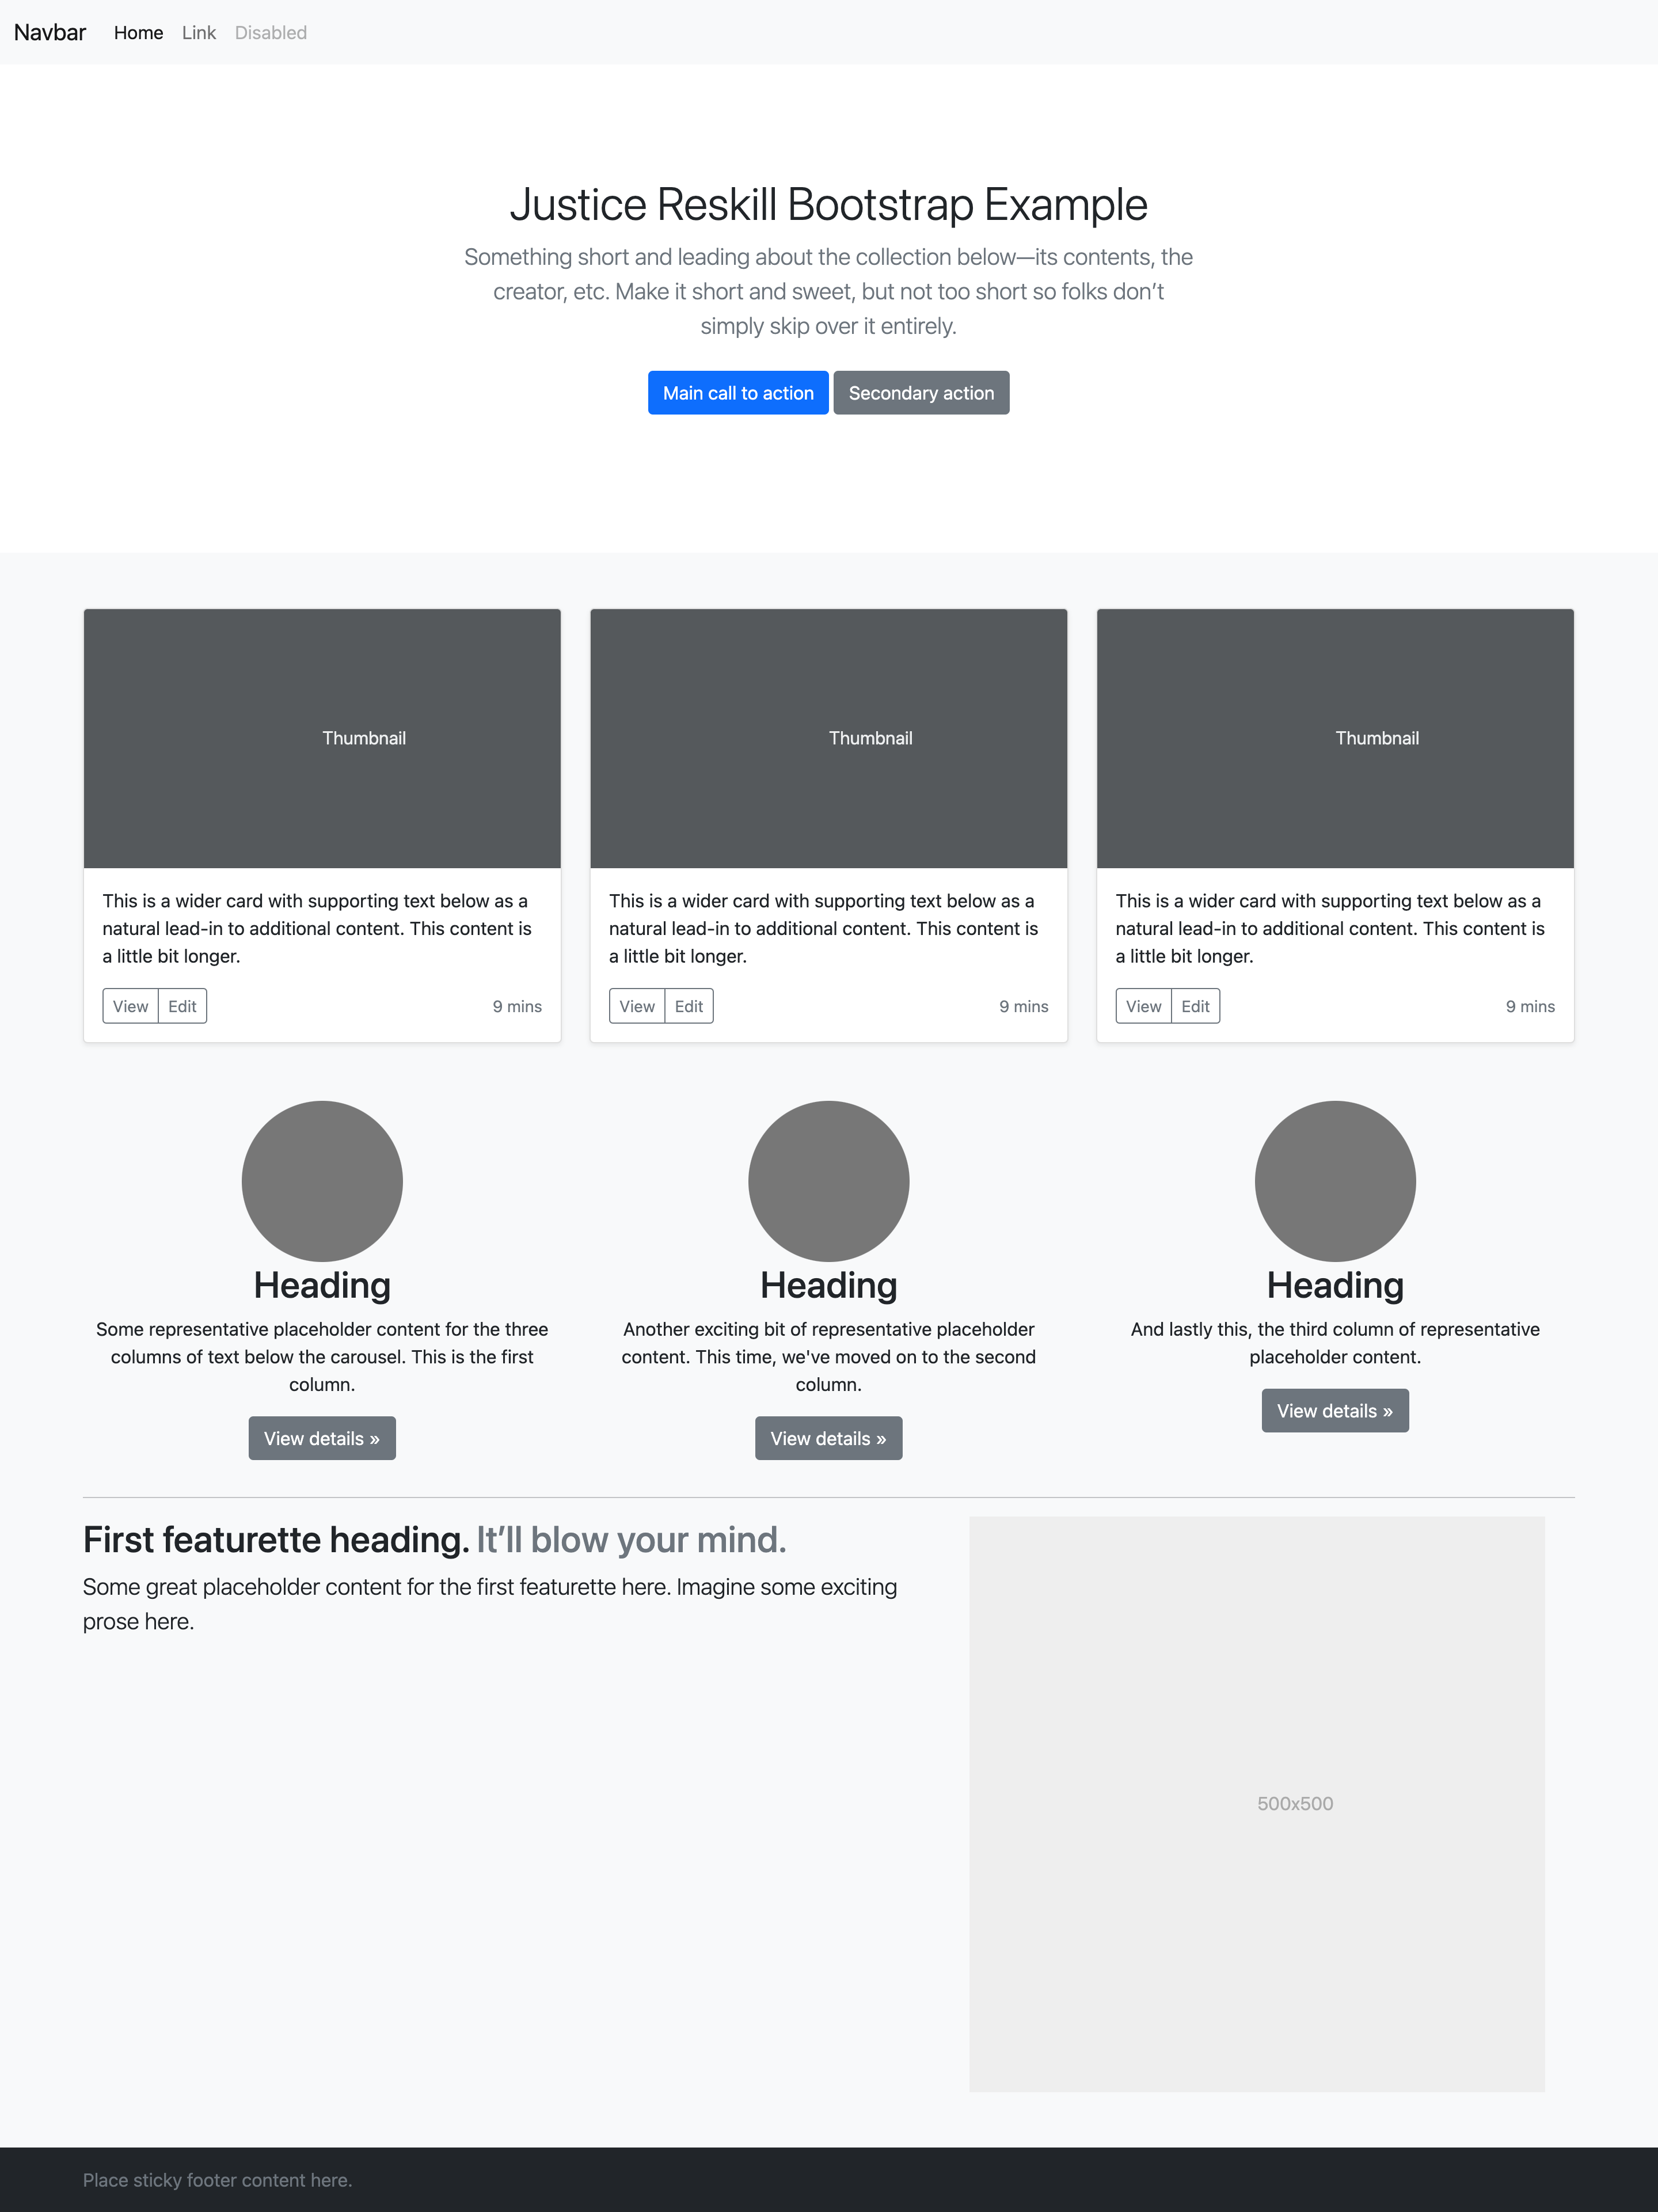 Navbar Home Link Disabled
Justice Reskill Bootstrap Example
Something short and leading about the collection below—its contents, the
creator, etc. Make it short and sweet, but not too short so folks don’t
simply skip over it entirely.
Main call to action Secondary action
Thumbnail
This is a wider card with supporting text below as a
natural lead-in to additional content. This content is
a little bit longer.
View Edit 9 mins
Thumbnail
This is a wider card with supporting text below as a
natural lead-in to additional content. This content is
a little bit longer.
View Edit 9 mins
Thumbnail
This is a wider card with supporting text below as a
natural lead-in to additional content. This content is
a little bit longer.
View Edit 9 mins
Heading
Some representative placeholder content for the three
columns of text below the carousel. This is the first
column.
View details »
Heading
Another exciting bit of representative placeholder
content. This time, we've moved on to the second
column.
View details »
Heading
And lastly this, the third column of representative
placeholder content.
View details »
First featurette heading. It’ll blow your mind.
Some great placeholder content for the first featurette here. Imagine some exciting
prose here.
500x500
Place sticky footer content here.